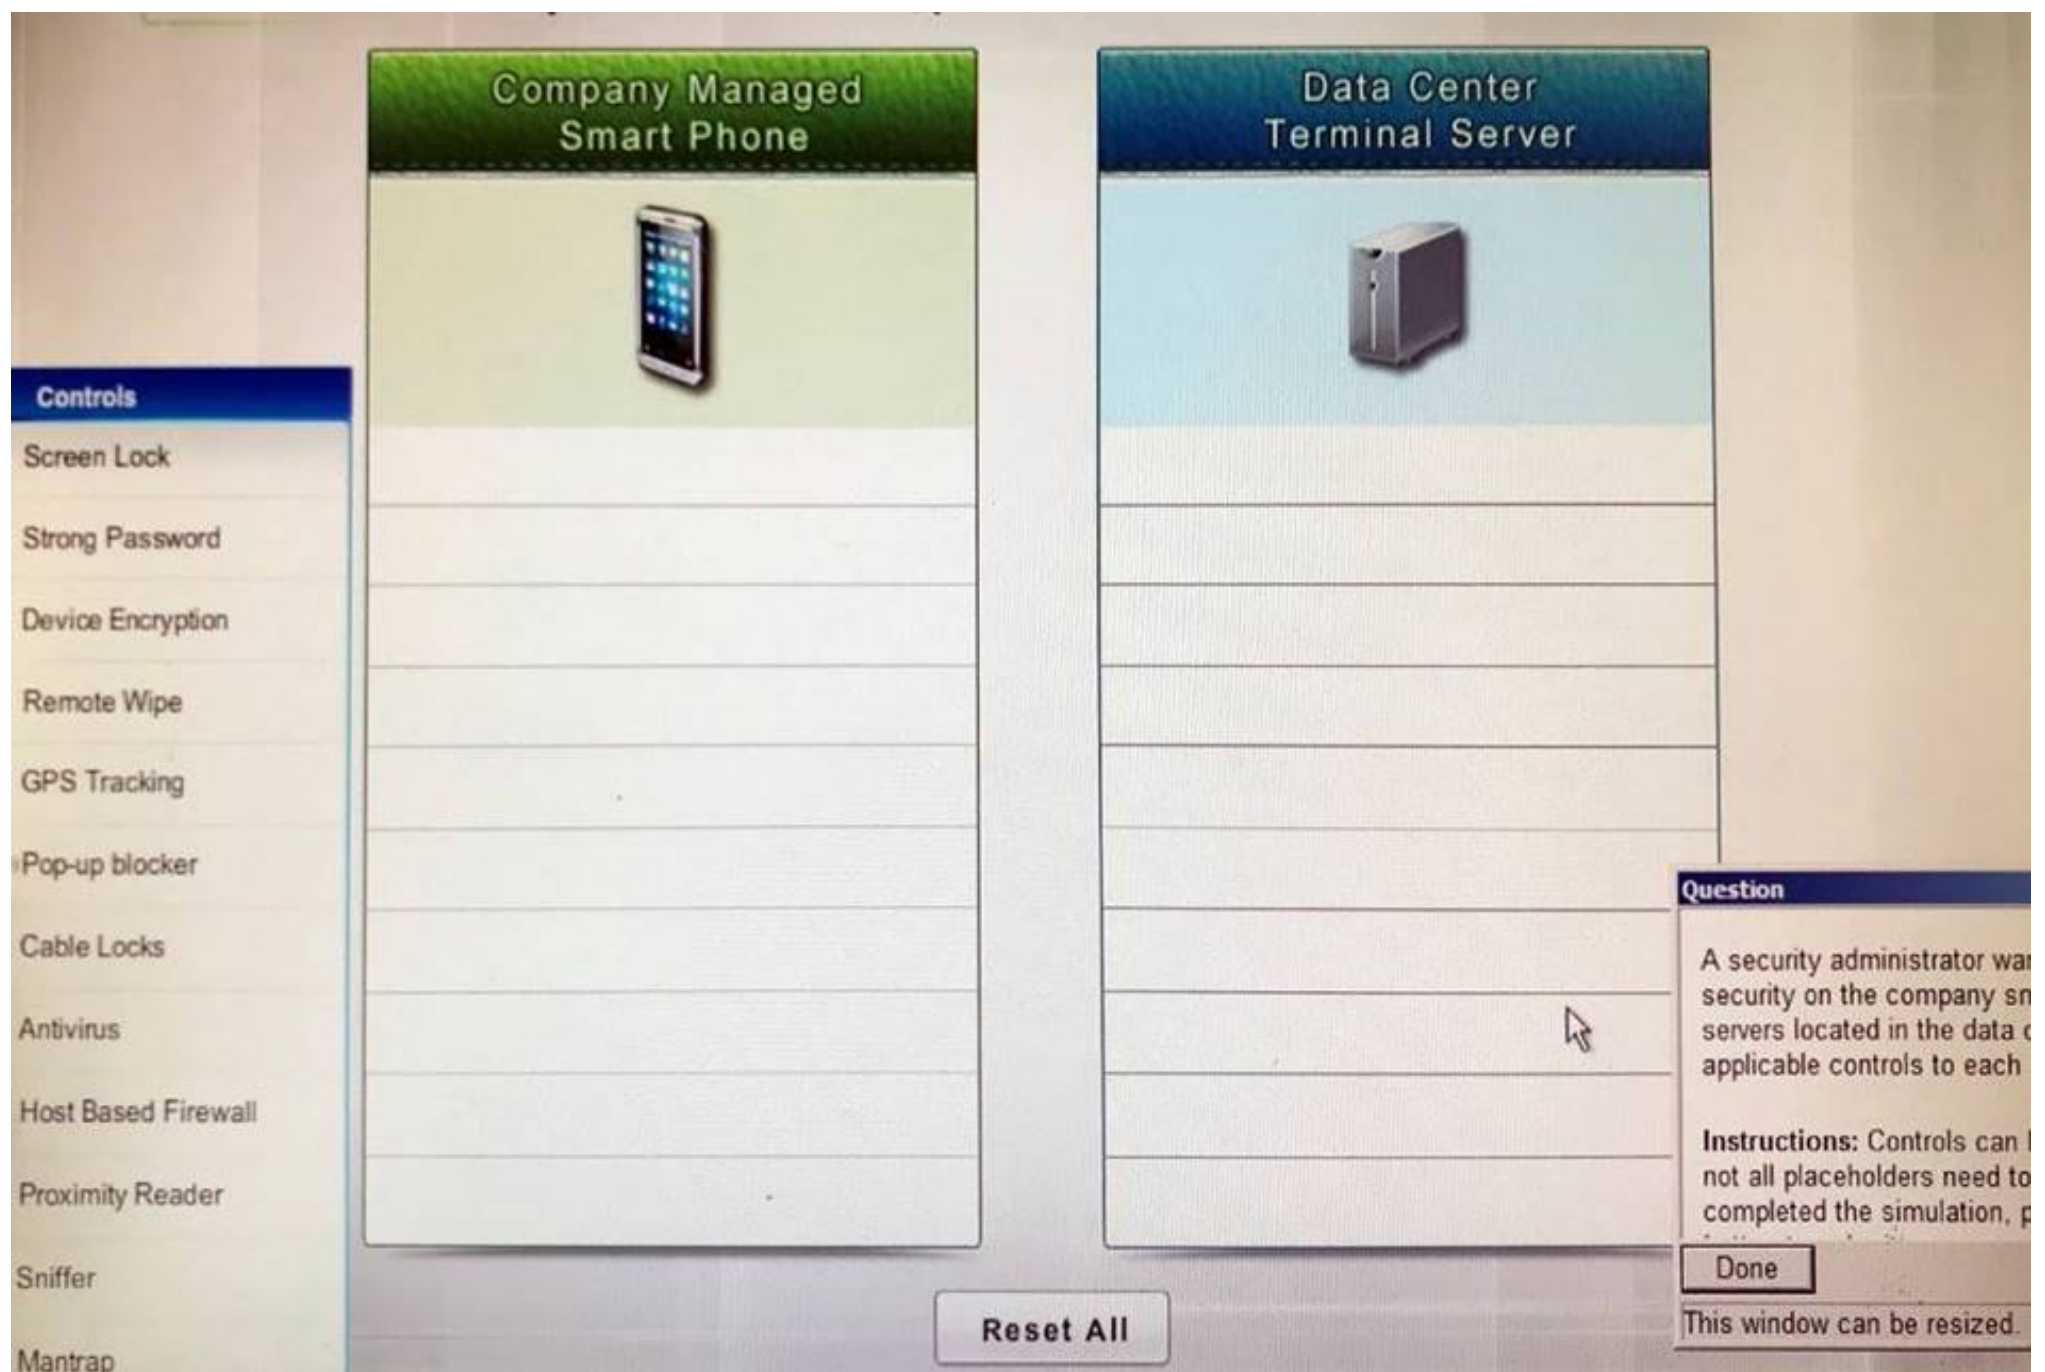 Company Managed
Smart Phone
Data Center
Terminal Server
Controls
Screen Lock
Strong Password
Device Encryption
Remote Wipe
GPS Tracking
Pop-up blocker
Cable Locks
Antivirus
Host Based Firewall
Proximity Reader
Sniffer
Mantrap
Question
A security administrator
security on the company
servers located in the data
applicable controls to each
Instructions: Controls can
not all placeholders need to
completed the simulation,
Done
This window can be resized.
Reset All